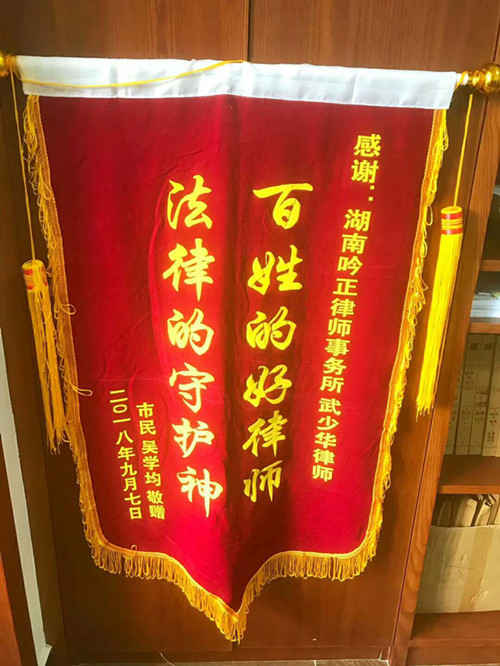 感谢：湖南吟正律师事务所 武少华律师
百姓的好律师
法律的守护神
市民 吴学均 敬赠
二〇一八年九月七日